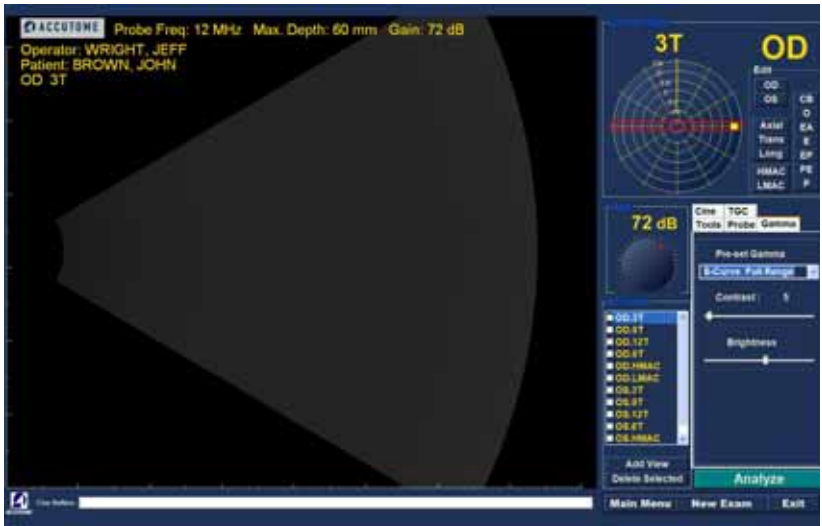 ACCUTOME
Probe Freq: 12 MHz Max. Depth: 60 mm Gain: 72 dB
Operator: WRIGHT, JEFF
Patient: BROWN, JOHN
OD 3T
3T
OD
Edit
OD
OS
CB
O
Axial
EA
Trans
E
Long
EP
HMAC
PE
LMAC
P
72 dB
Cine TGC
Tools Probe Gamma
Pre-set Gamma
S-Curve Full Range
Contrast : 5
Brightness
OD.3T
OD.9T
OD.12T
OD.6T
OD.HMAC
OD.LMAC
OS.3T
OS.9T
OS.12T
OS.6T
OS.HMAC
Add View
Delete Selected
Analyze
Main Menu New Exam Exit